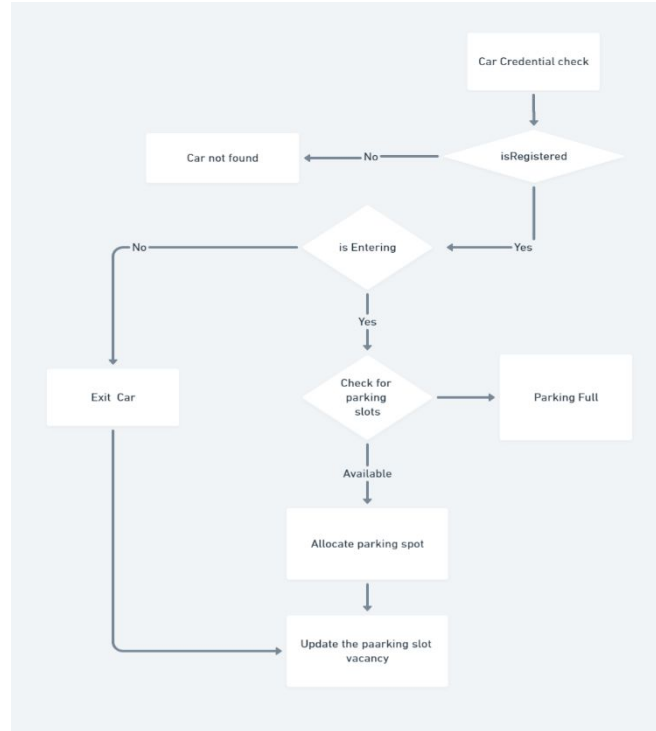 Car Credential check
Car not found
No
isRegistered
No
is Entering
Yes
Yes
Exit Car
Check for
parking
slots
Parking Full
Available
Allocate parking spot
Update the paarking slot
vacancy